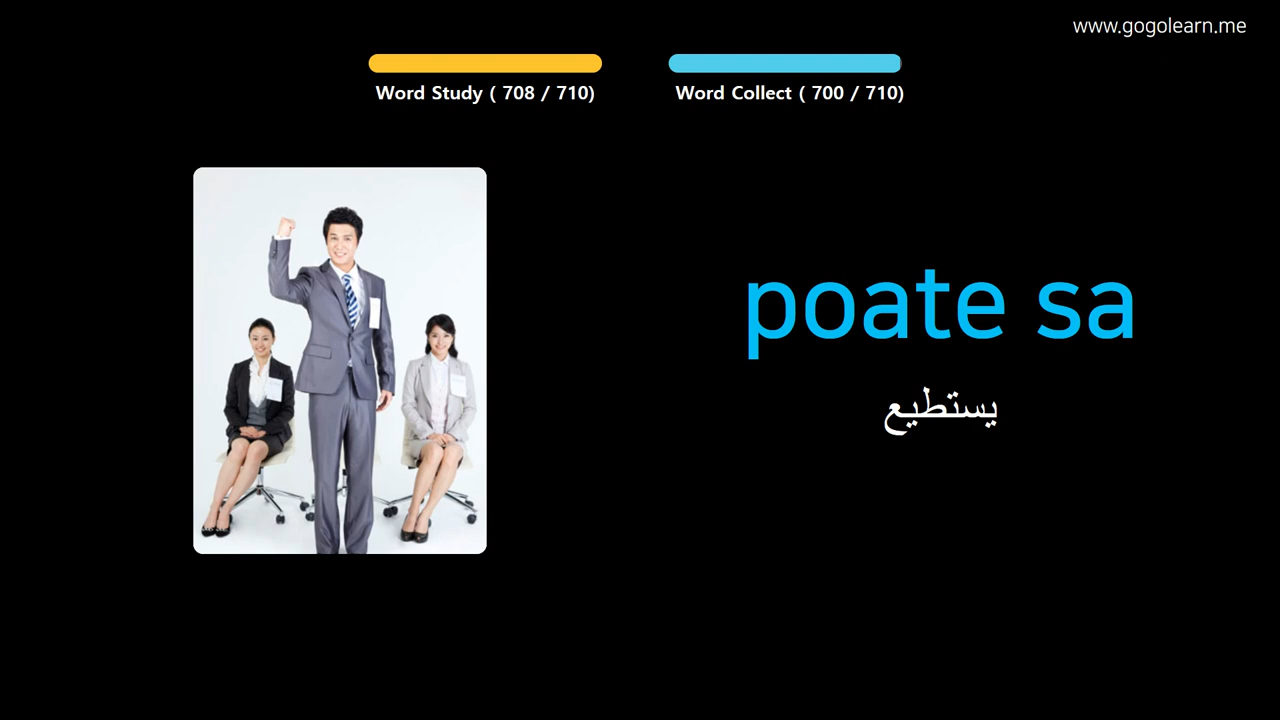 www.gogolearn.me
Word Study ( 708 / 710)
Word Collect ( 700 / 710)
poate sa
يستطيع